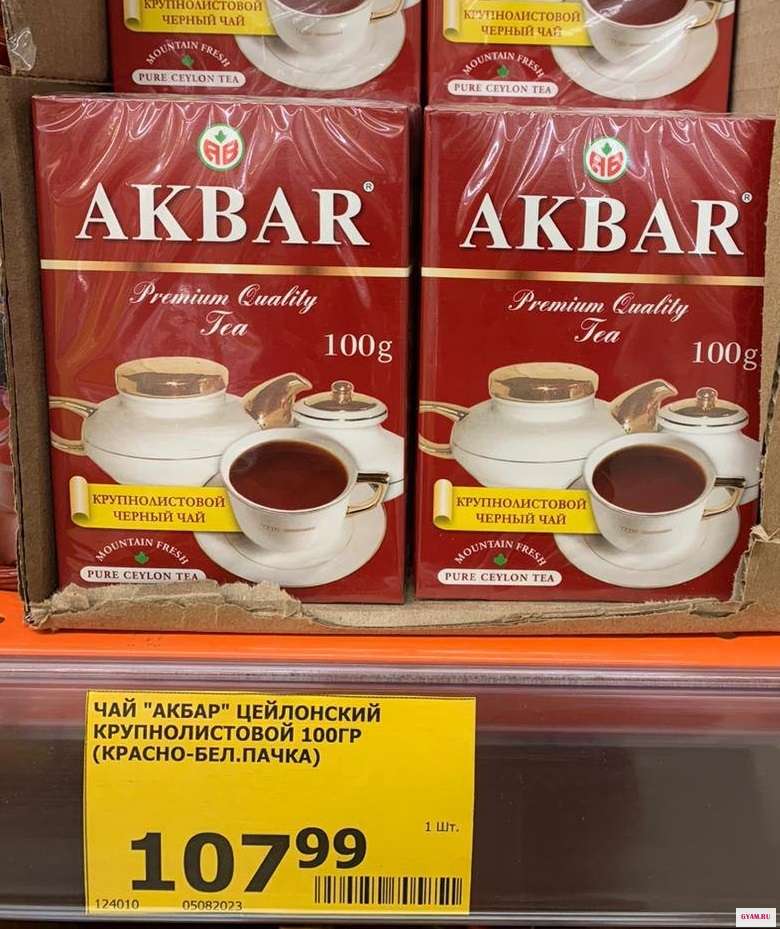 КРУПНОЛИСТОВОЙ
ЧЕРНЫЙ ЧАЙ
MOUNTAIN FRESH
PURE CEYLON TEA
КРУПНОЛИСТОВОЙ
ЧЕРНЫЙ ЧАЙ
MOUNTAIN FRESH
PURE CEYLON TEA
AB
AKBAR®
Premium Quality
Tea
100g
КРУПНОЛИСТОВОЙ
ЧЕРНЫЙ ЧАЙ
MOUNTAIN FRESH
PURE CEYLON TEA
AB
AKBAR®
Premium Quality
Tea
100g
КРУПНОЛИСТОВОЙ
ЧЕРНЫЙ ЧАЙ
MOUNTAIN FRESH
PURE CEYLON TEA
ЧАЙ "АКБАР" ЦЕЙЛОНСКИЙ
КРУПНОЛИСТОВОЙ 100ГР
(КРАСНО-БЕЛ.ПАЧКА)
1 Шт.
107 99
124010 05082023
GYAM.RU